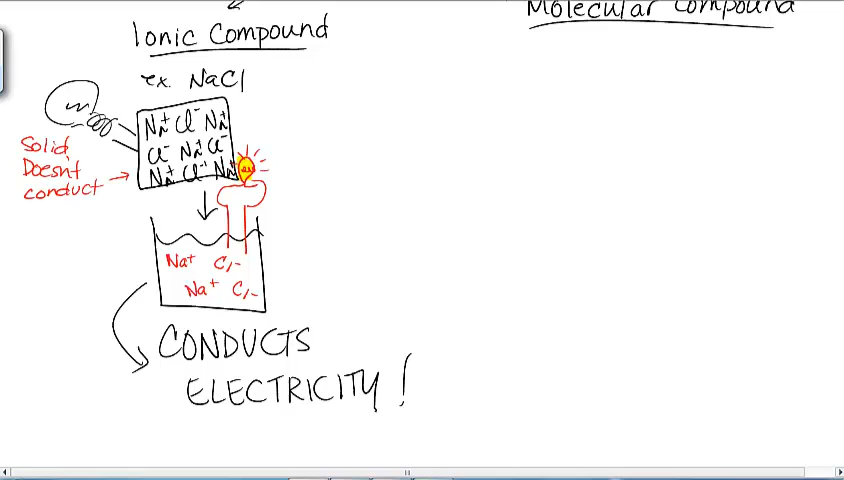 Molecular Compound
Ionic Compound
ex. NaCl
Na+ Cl- Na+
Cl- Na+ Cl-
Na+ Cl- Na+
Solid,
Doesn't
conduct
Na+ Cl-
Na+ Cl-
CONDUCTS
ELECTRICITY!